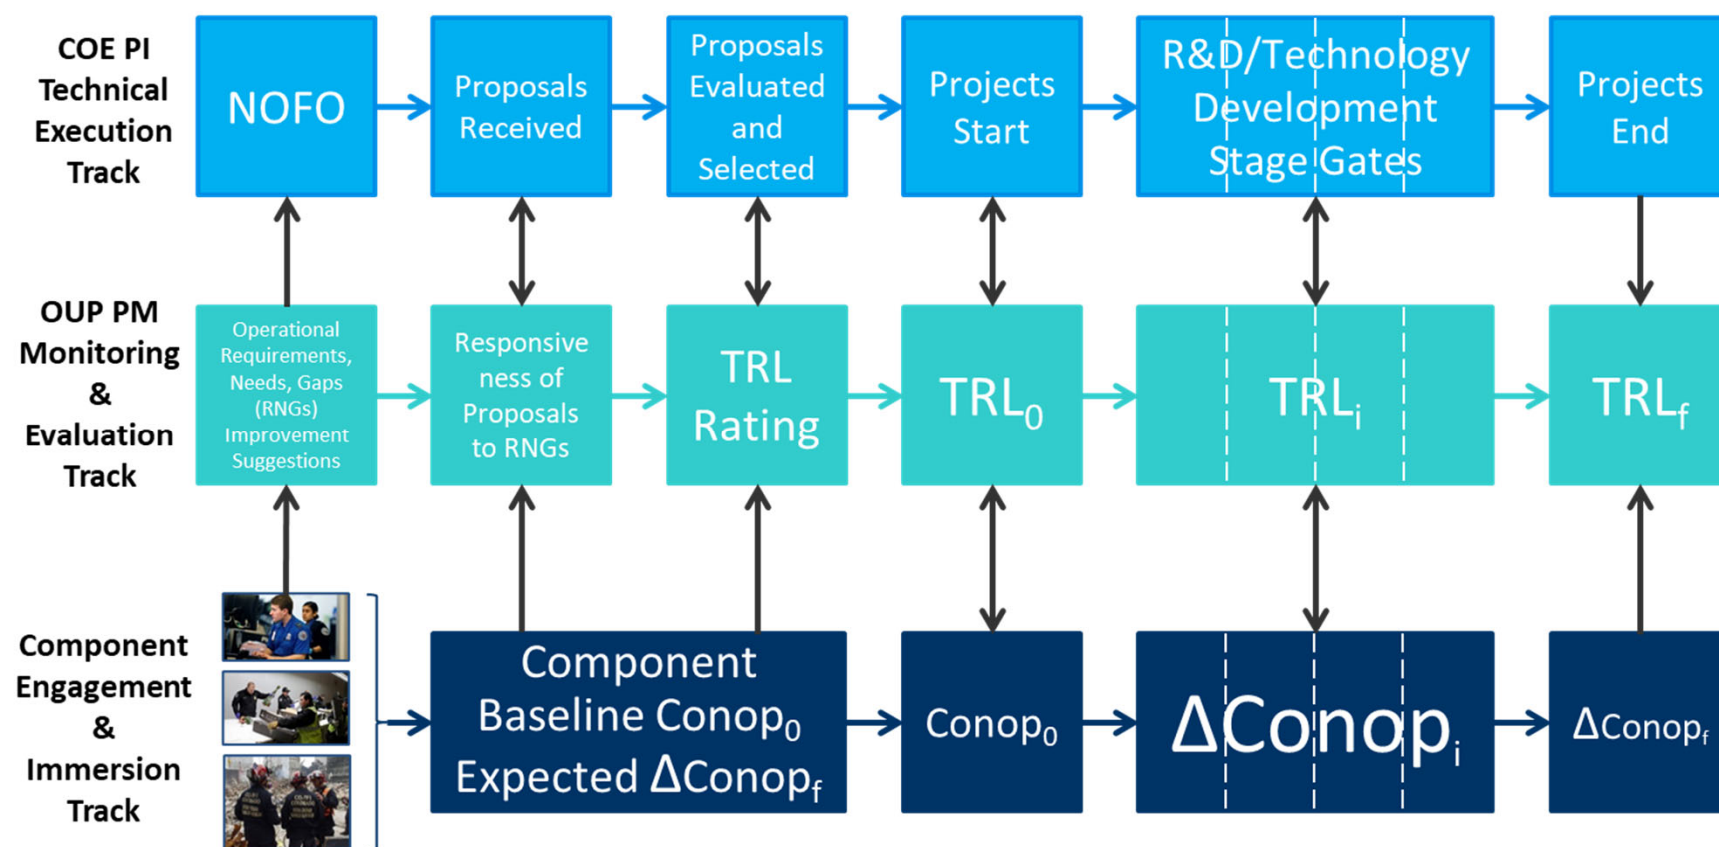 COE PI
Technical
Execution
Track
NOFO
Proposals
Received
Proposals
Evaluated
and
Selected
Projects
Start
R&D/Technology
Development
Stage Gates
Projects
End
OUP PM
Monitoring
&
Evaluation
Track
Operational
Requirements,
Needs, Gaps
(RNGs)
Improvement
Suggestions
Responsive
ness of
Proposals
to RNGs
TRL
Rating
TRL₀
TRLᵢ
TRLf
Component
Engagement
&
Immersion
Track
Component
Baseline Conop₀
Expected ΔConopf
Conop₀
ΔConopᵢ
ΔConopf